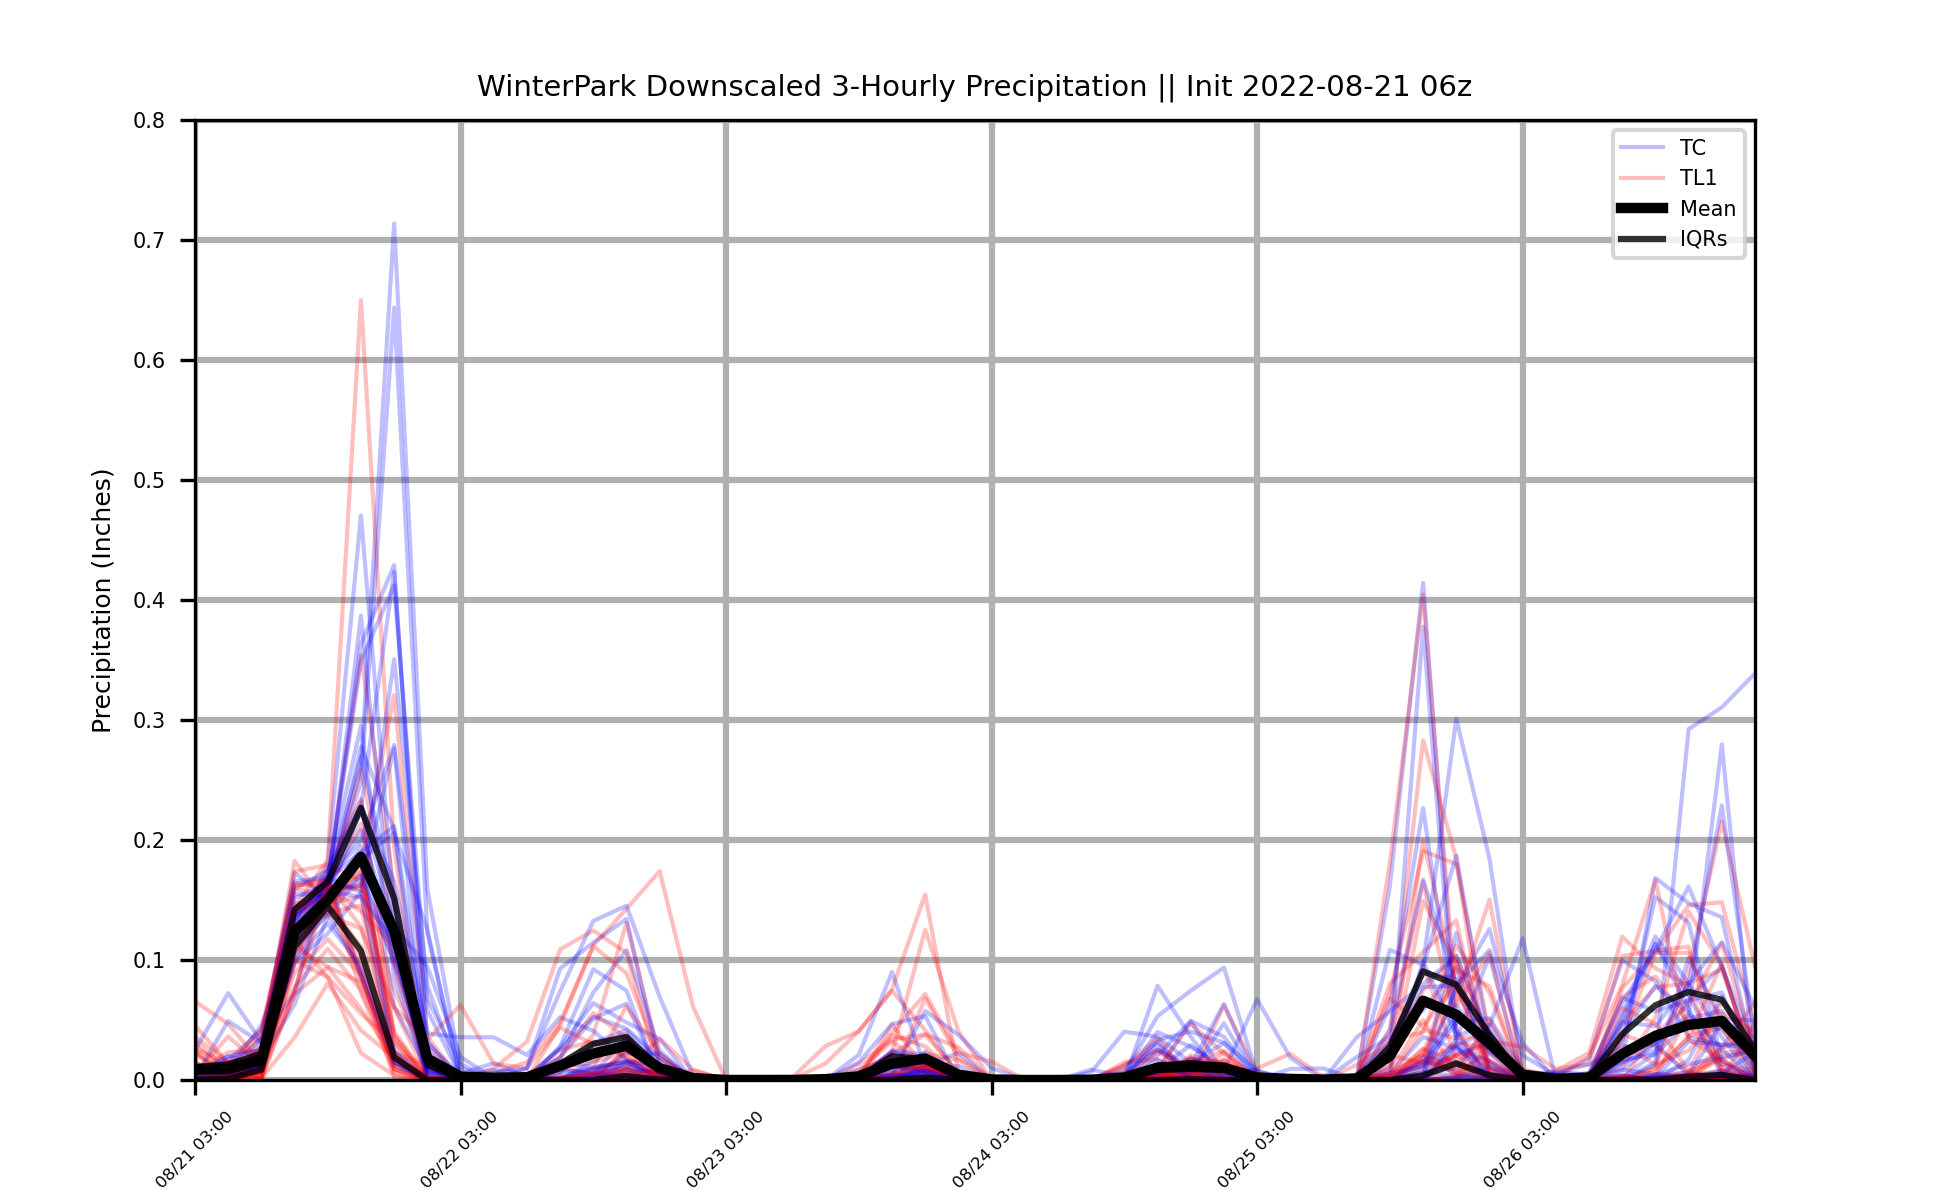 WinterPark Downscaled 3-Hourly Precipitation || Init 2022-08-21 06z
0.8
0.7
0.6
0.5
0.4
0.3
0.2
0.1
0.0
Precipitation (Inches)
TC
TL1
Mean
IQRs
08/21 03:00
08/22 03:00
08/23 03:00
08/24 03:00
08/25 03:00
08/26 03:00